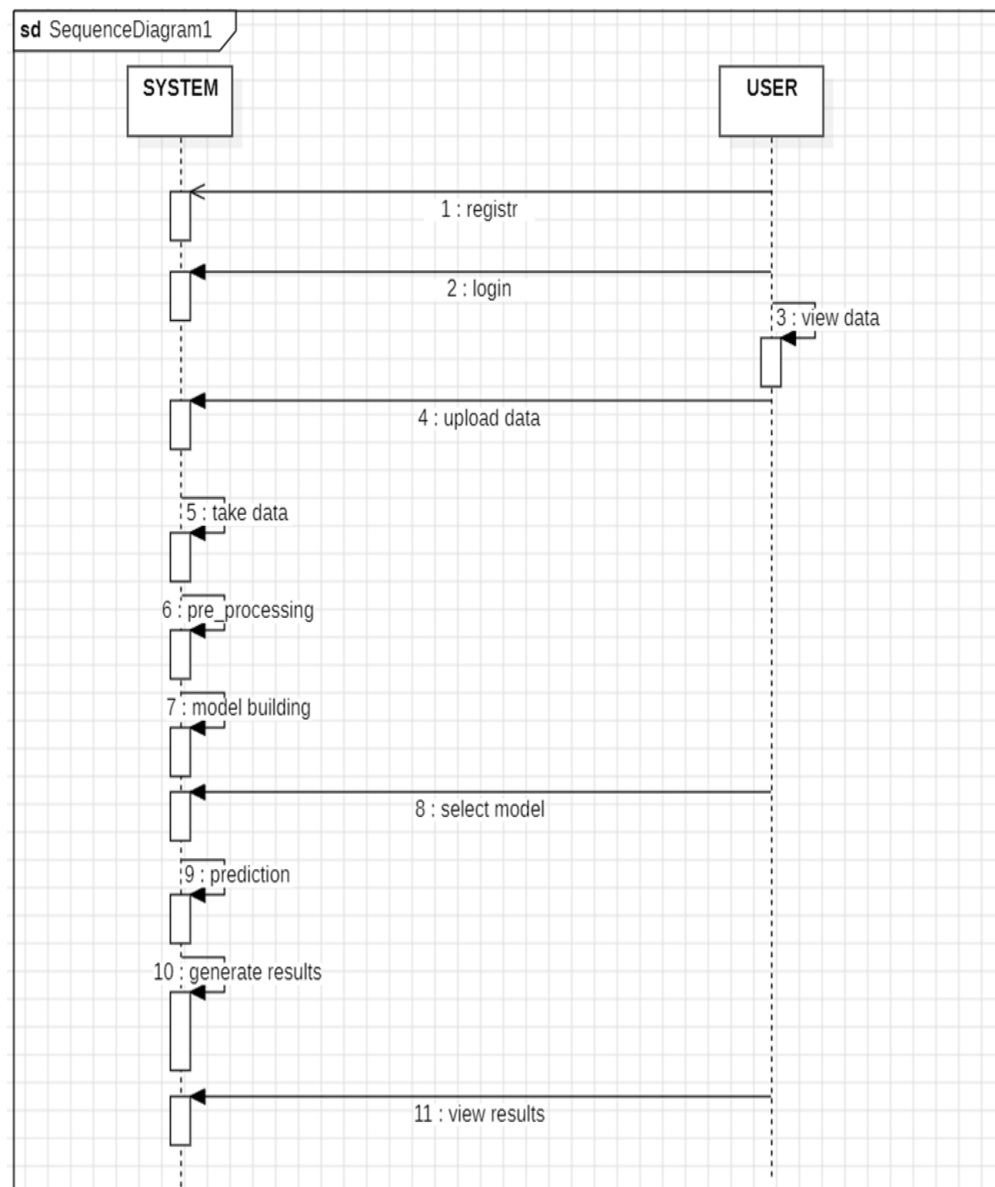 sd SequenceDiagram1
SYSTEM
USER
1 : registr
2 : login
3 : view data
4 : upload data
5 : take data
6 : pre_processing
7 : model building
8 : select model
9 : prediction
10 : generate results
11 : view results